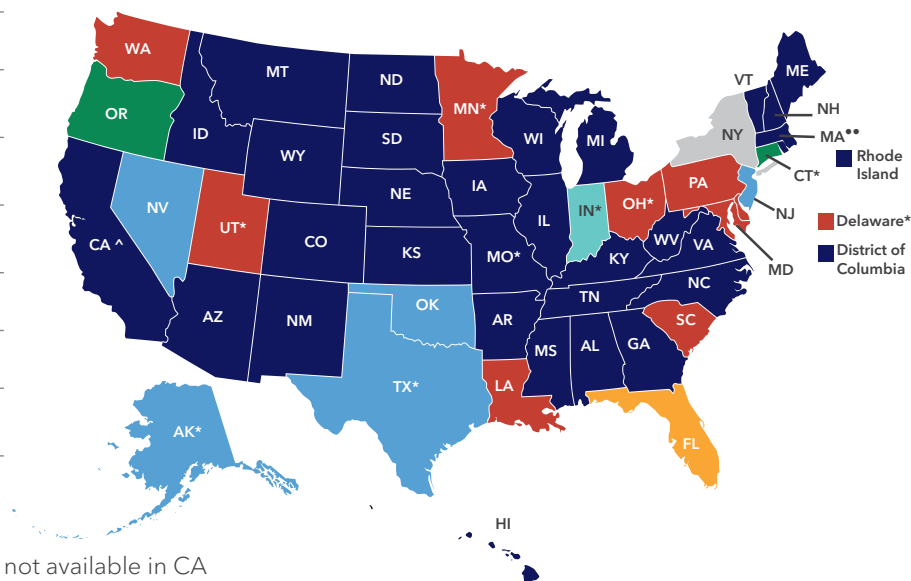 WA
MT
ND
MN*
VT
ME
OR
ID
SD
WI
MI
NY
NH
MA••
WY
Rhode
Island
CT*
NE
IA
PA
NV
UT*
IL
IN*
OH*
NJ
Delaware*
CA ^
CO
KS
MO*
WV
VA
KY
MD
District of
Columbia
NC
AZ
NM
OK
TN
AR
SC
MS
AL
GA
TX*
LA
AK*
FL
HI
not available in CA